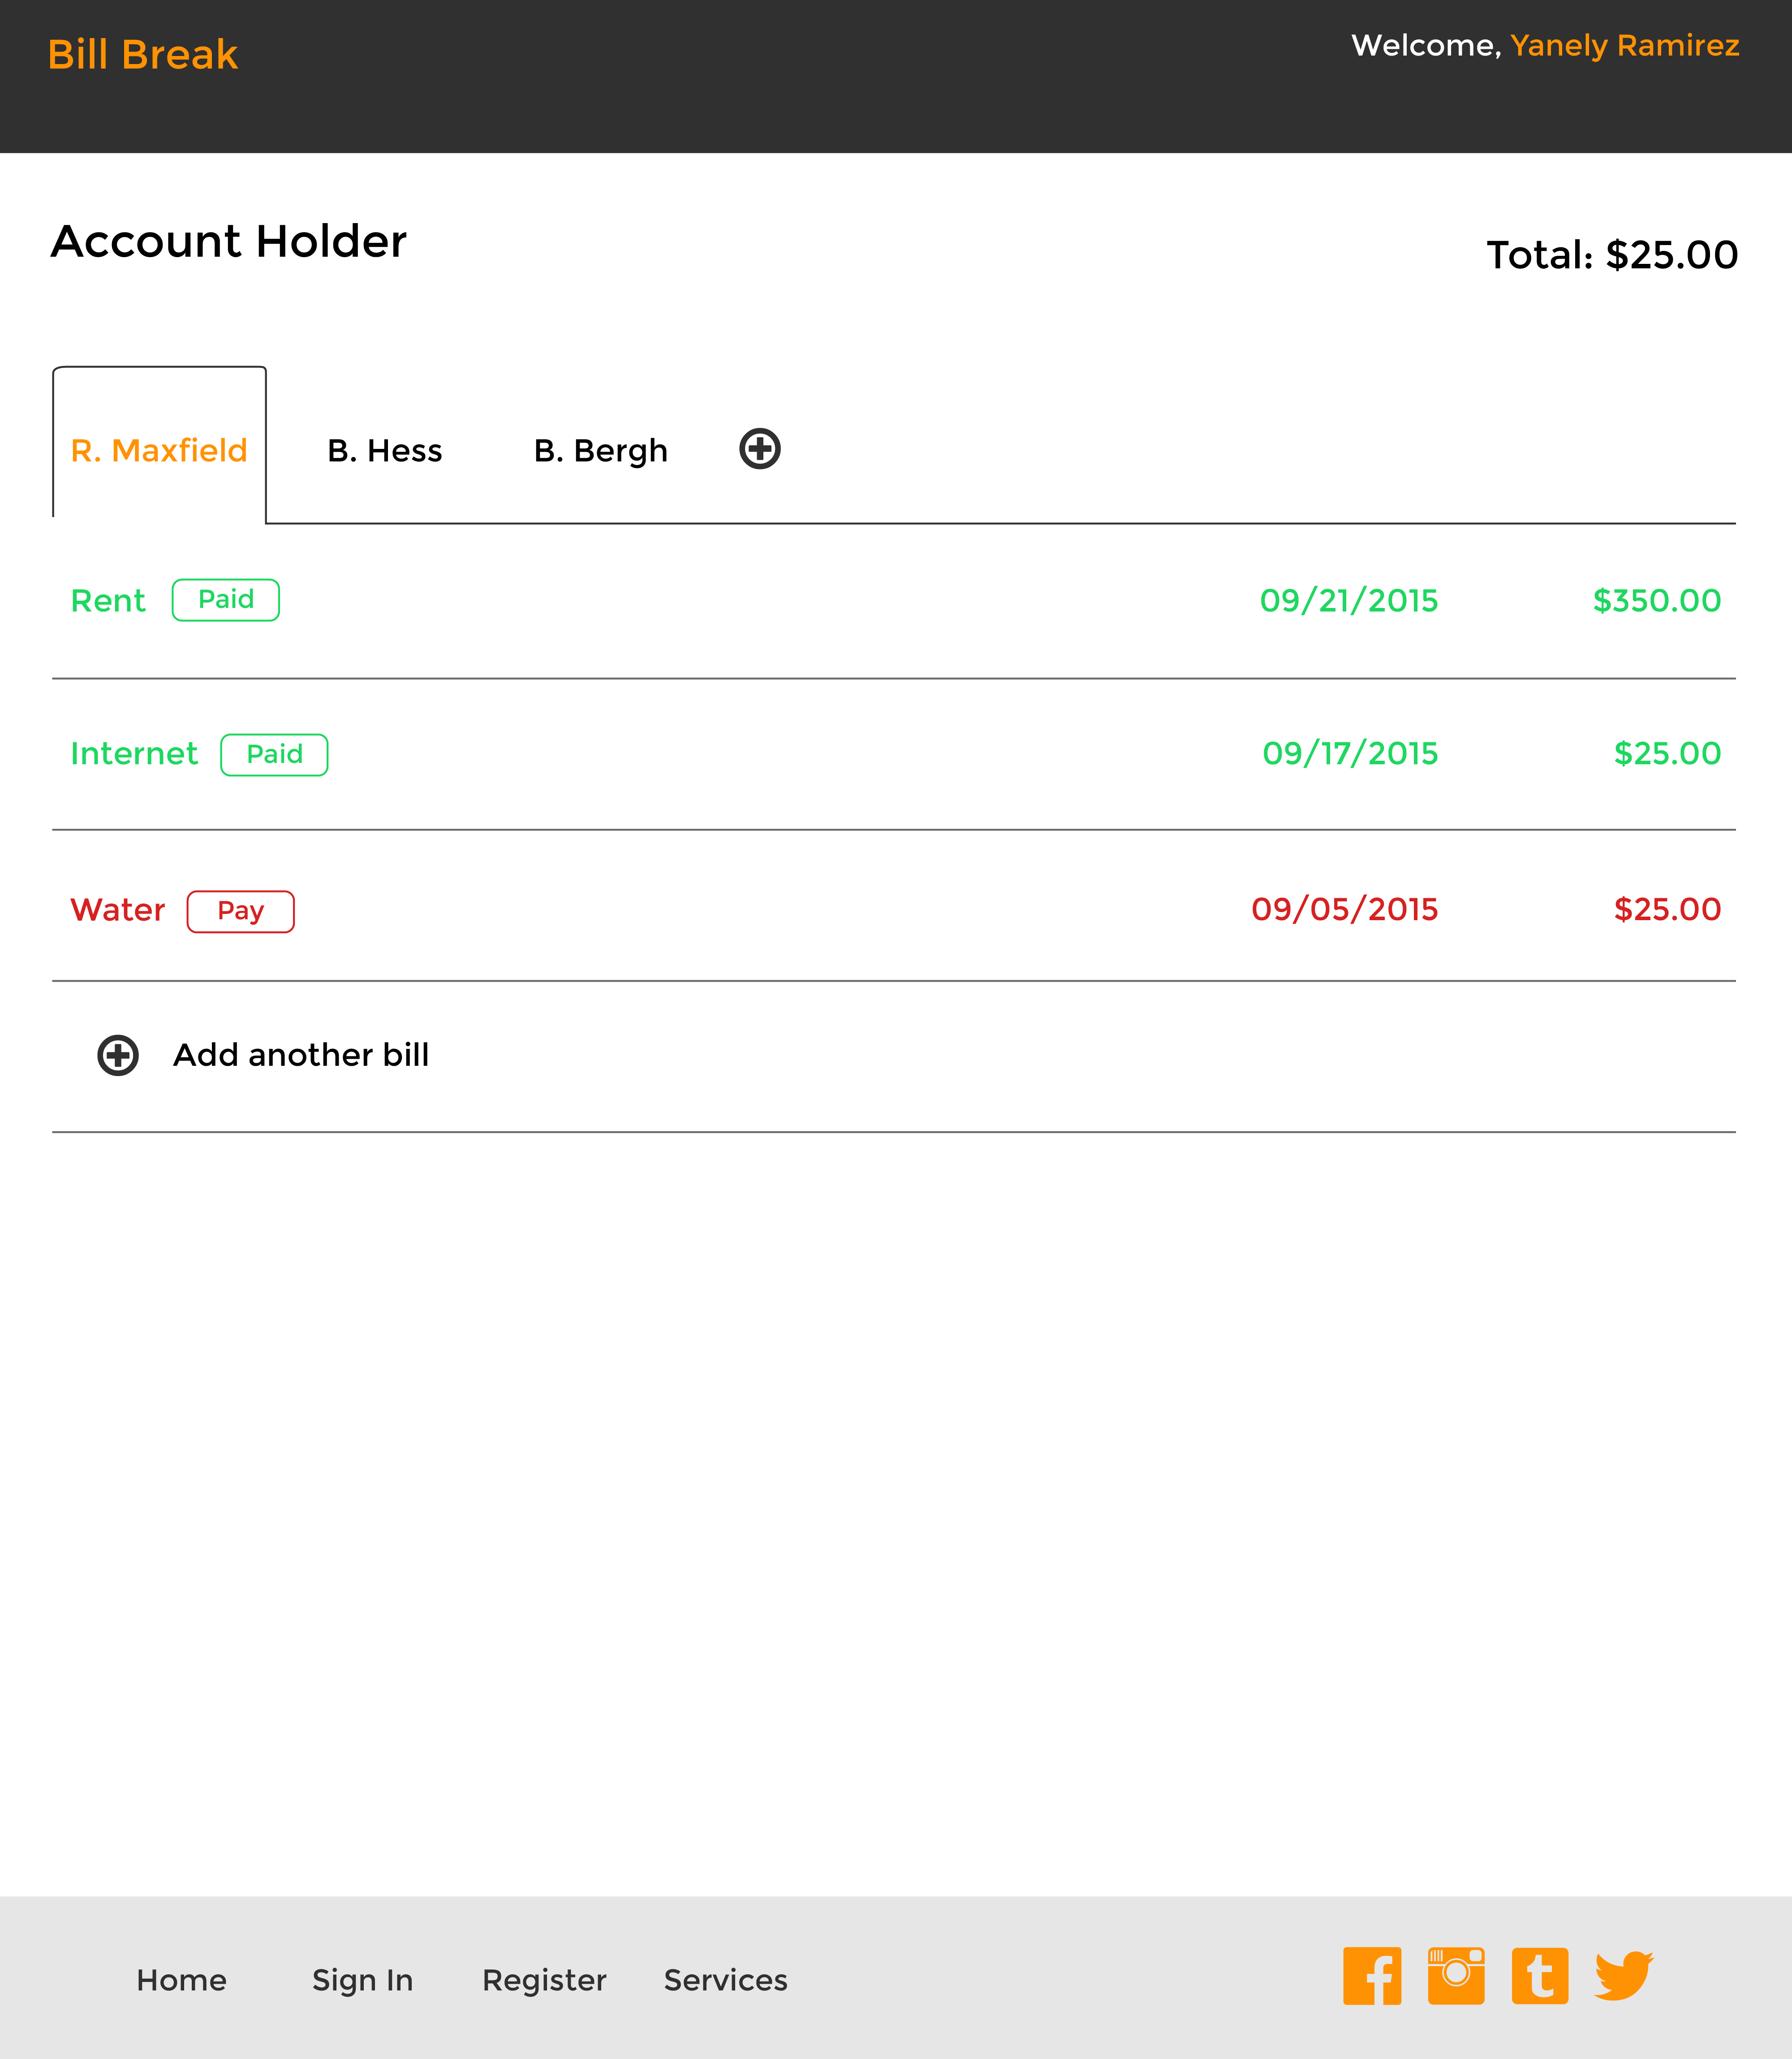 Bill Break
Welcome, Yanely Ramirez
Account Holder
Total: $25.00
R. Maxfield B. Hess B. Bergh
Rent Paid 09/21/2015 $350.00
Internet Paid 09/17/2015 $25.00
Water Pay 09/05/2015 $25.00
Add another bill
Home Sign In Register Services